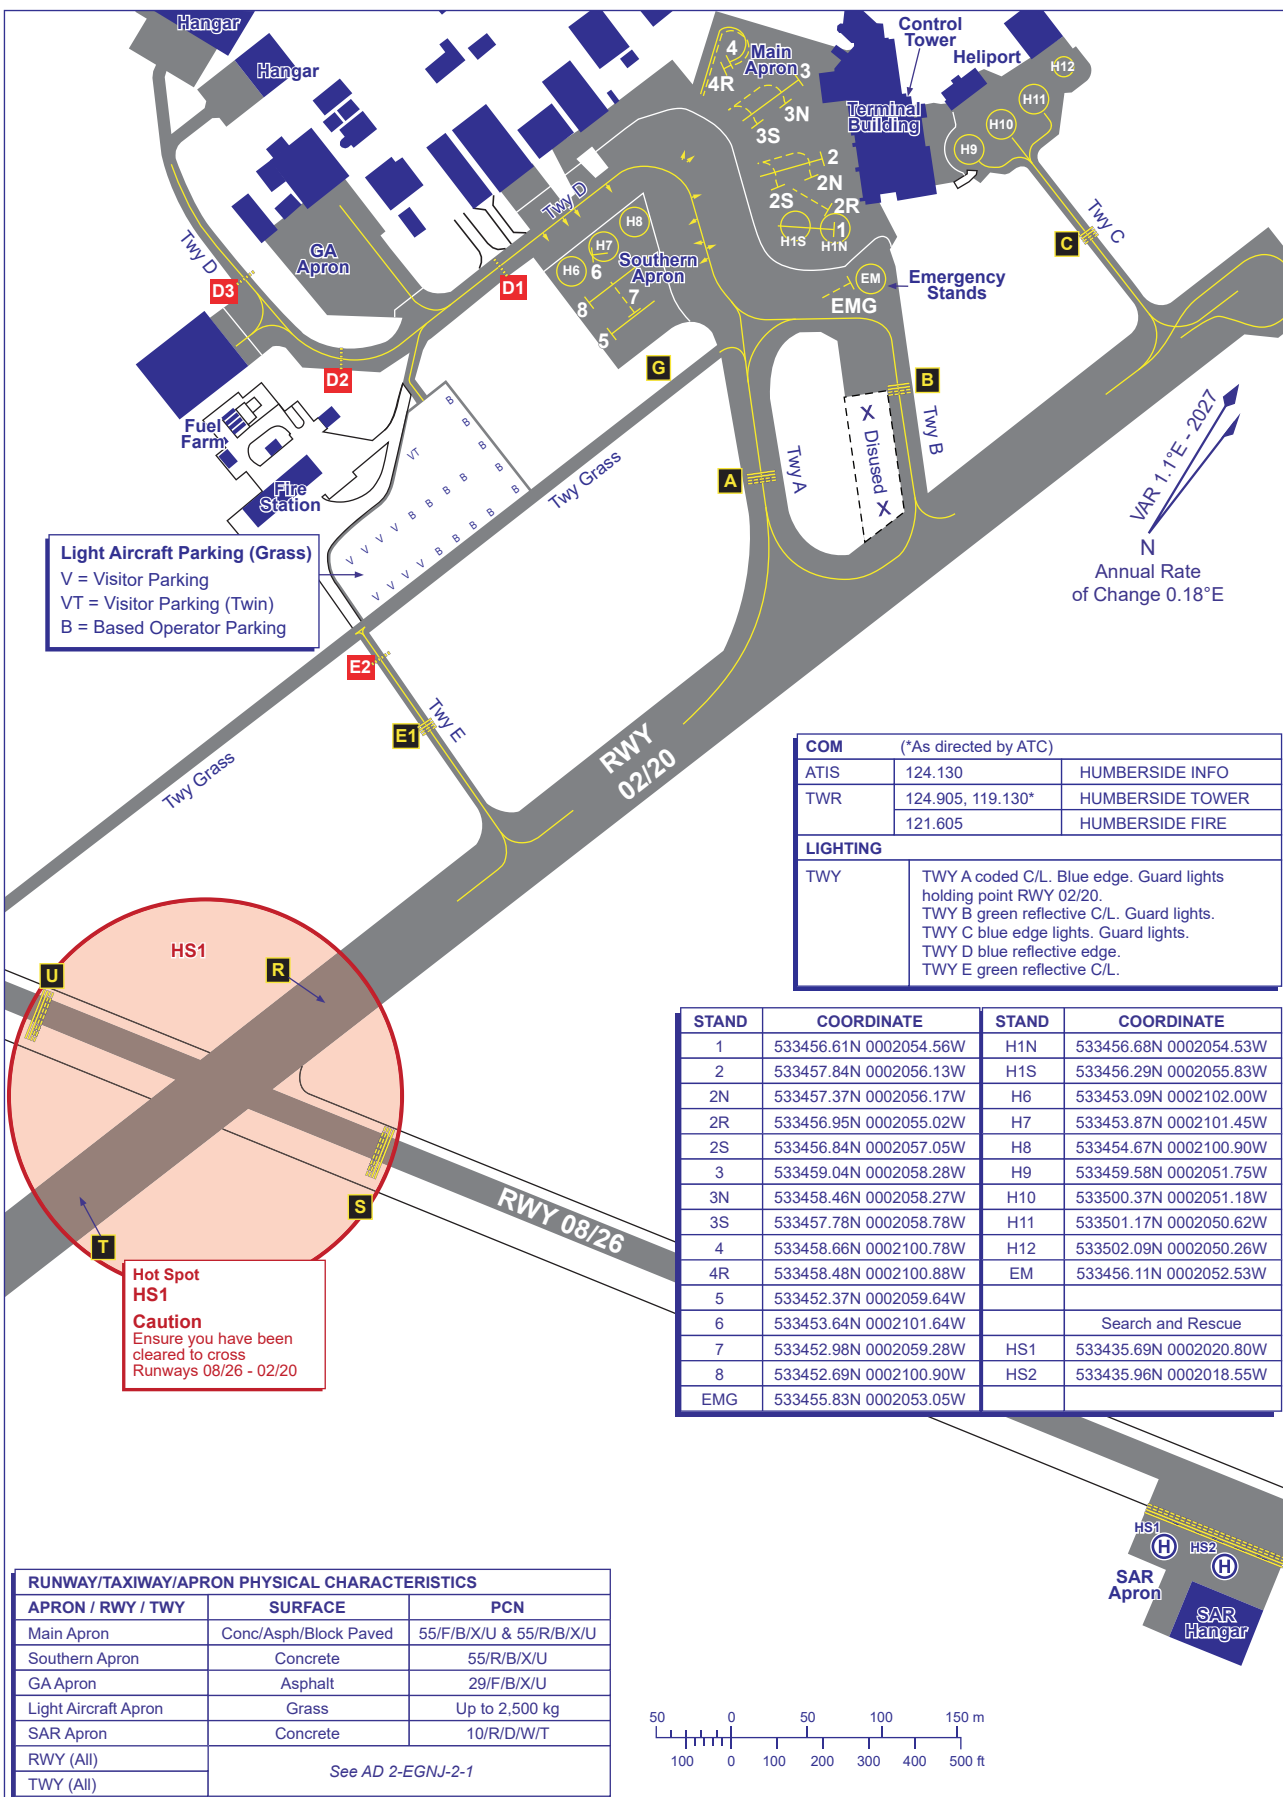 Hangar
Hangar
Control
Tower
Heliport
Main
Apron
Terminal
Building
4
4R
3
3N
3S
2
2N
2S
2R
1
H1S
H1N
H12
H11
H10
H9
Twy C
C
Twy D
Twy D
GA
Apron
D3
D1
D2
H8
H7
H6
6
Southern
Apron
7
8
5
EM
EMG
Emergency
Stands
G
B
Twy B
X
Disused
X
A
Twy A
Fuel
Farm
Fire
Station
VT
B
B
B
B
B
B
B
B
B
V
V
V
V
B
B
B
B
B
V
V
V
V
Twy Grass
VAR 1.1°E - 2027
N
Annual Rate
of Change 0.18°E
Light Aircraft Parking (Grass)
V = Visitor Parking
VT = Visitor Parking (Twin)
B = Based Operator Parking
E2
E1
Twy E
Twy Grass
RWY
02/20
COM (*As directed by ATC)
ATIS 124.130 HUMBERSIDE INFO
TWR 124.905, 119.130* HUMBERSIDE TOWER
121.605 HUMBERSIDE FIRE
LIGHTING
TWY TWY A coded C/L. Blue edge. Guard lights
holding point RWY 02/20.
TWY B green reflective C/L. Guard lights.
TWY C blue edge lights. Guard lights.
TWY D blue reflective edge.
TWY E green reflective C/L.
HS1
U
R
S
T
RWY 08/26
Hot Spot
HS1
Caution
Ensure you have been
cleared to cross
Runways 08/26 - 02/20
STAND COORDINATE STAND COORDINATE
1 533456.61N 0002054.56W H1N 533456.68N 0002054.53W
2 533457.84N 0002056.13W H1S 533456.29N 0002055.83W
2N 533457.37N 0002056.17W H6 533453.09N 0002102.00W
2R 533456.95N 0002055.02W H7 533453.87N 0002101.45W
2S 533456.84N 0002057.05W H8 533454.67N 0002100.90W
3 533459.04N 0002058.28W H9 533459.58N 0002051.75W
3N 533458.46N 0002058.27W H10 533500.37N 0002051.18W
3S 533457.78N 0002058.78W H11 533501.17N 0002050.62W
4 533458.66N 0002100.78W H12 533502.09N 0002050.26W
4R 533458.48N 0002100.88W EM 533456.11N 0002052.53W
5 533452.37N 0002059.64W
6 533453.64N 0002101.64W Search and Rescue
7 533452.98N 0002059.28W HS1 533435.69N 0002020.80W
8 533452.69N 0002100.90W HS2 533435.96N 0002018.55W
EMG 533455.83N 0002053.05W
HS1
H
HS2
H
SAR
Apron
SAR
Hangar
RUNWAY/TAXIWAY/APRON PHYSICAL CHARACTERISTICS
APRON / RWY / TWY SURFACE PCN
Main Apron Conc/Asph/Block Paved 55/F/B/X/U & 55/R/B/X/U
Southern Apron Concrete 55/R/B/X/U
GA Apron Asphalt 29/F/B/X/U
Light Aircraft Apron Grass Up to 2,500 kg
SAR Apron Concrete 10/R/D/W/T
RWY (All) See AD 2-EGNJ-2-1
TWY (All)
50 0 50 100 150 m
100 0 100 200 300 400 500 ft